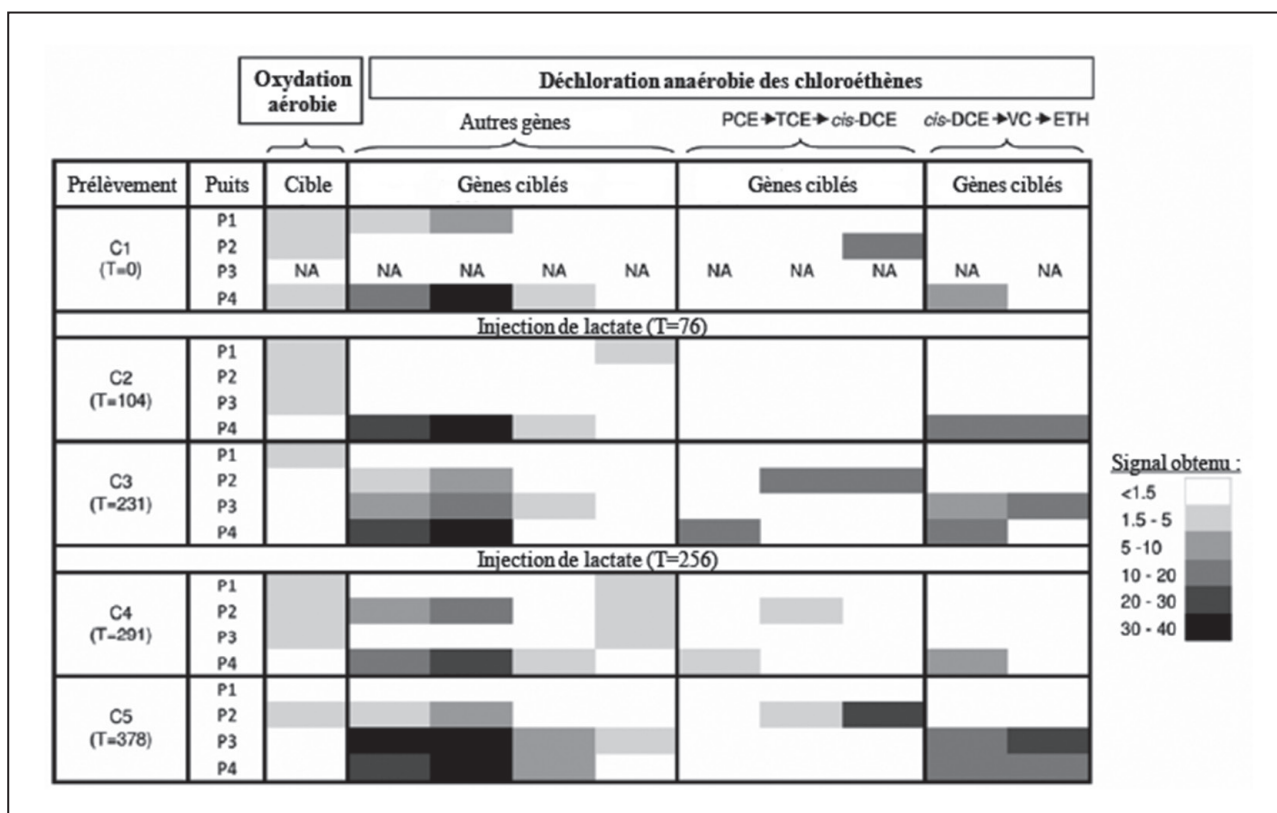 Oxydation
aérobie
Déchloration anaérobie des chloroéthènes
Autres gènes
PCE➔TCE➔cis-DCE
cis-DCE➔VC➔ETH
Prélèvement Puits Cible Gènes ciblés Gènes ciblés Gènes ciblés
C1
(T=0)
P1
P2
P3 NA NA NA NA NA NA NA NA NA NA
P4
Injection de lactate (T=76)
C2
(T=104)
P1
P2
P3
P4
C3
(T=231)
P1
P2
P3
P4
Injection de lactate (T=256)
C4
(T=291)
P1
P2
P3
P4
C5
(T=378)
P1
P2
P3
P4
Signal obtenu :
<1.5
1.5 - 5
5 -10
10 - 20
20 - 30
30 - 40